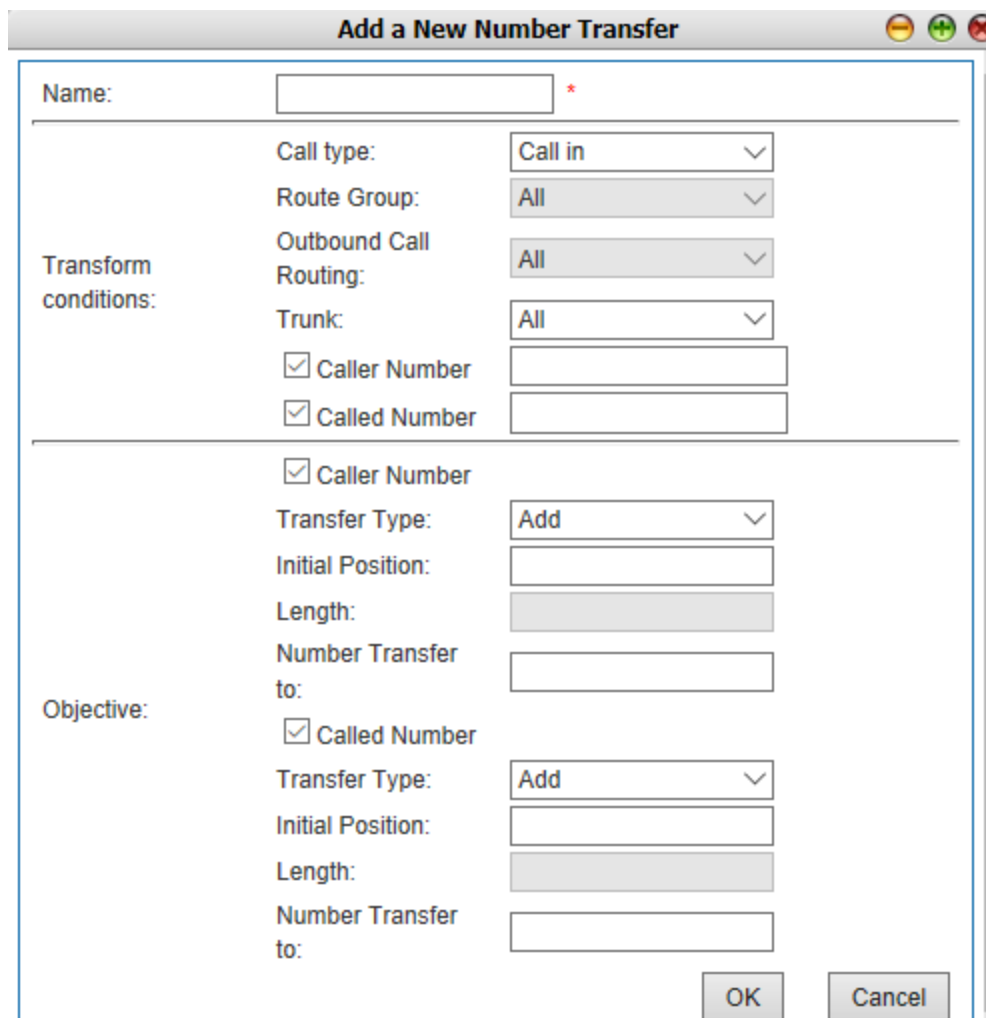 Add a New Number Transfer
Name: *
Call type: Call in
Route Group: All
Outbound Call
Routing: All
Transform
conditions:
Trunk: All
Caller Number
Called Number
Caller Number
Transfer Type: Add
Initial Position:
Length:
Number Transfer
to:
Objective:
Called Number
Transfer Type: Add
Initial Position:
Length:
Number Transfer
to:
OK Cancel